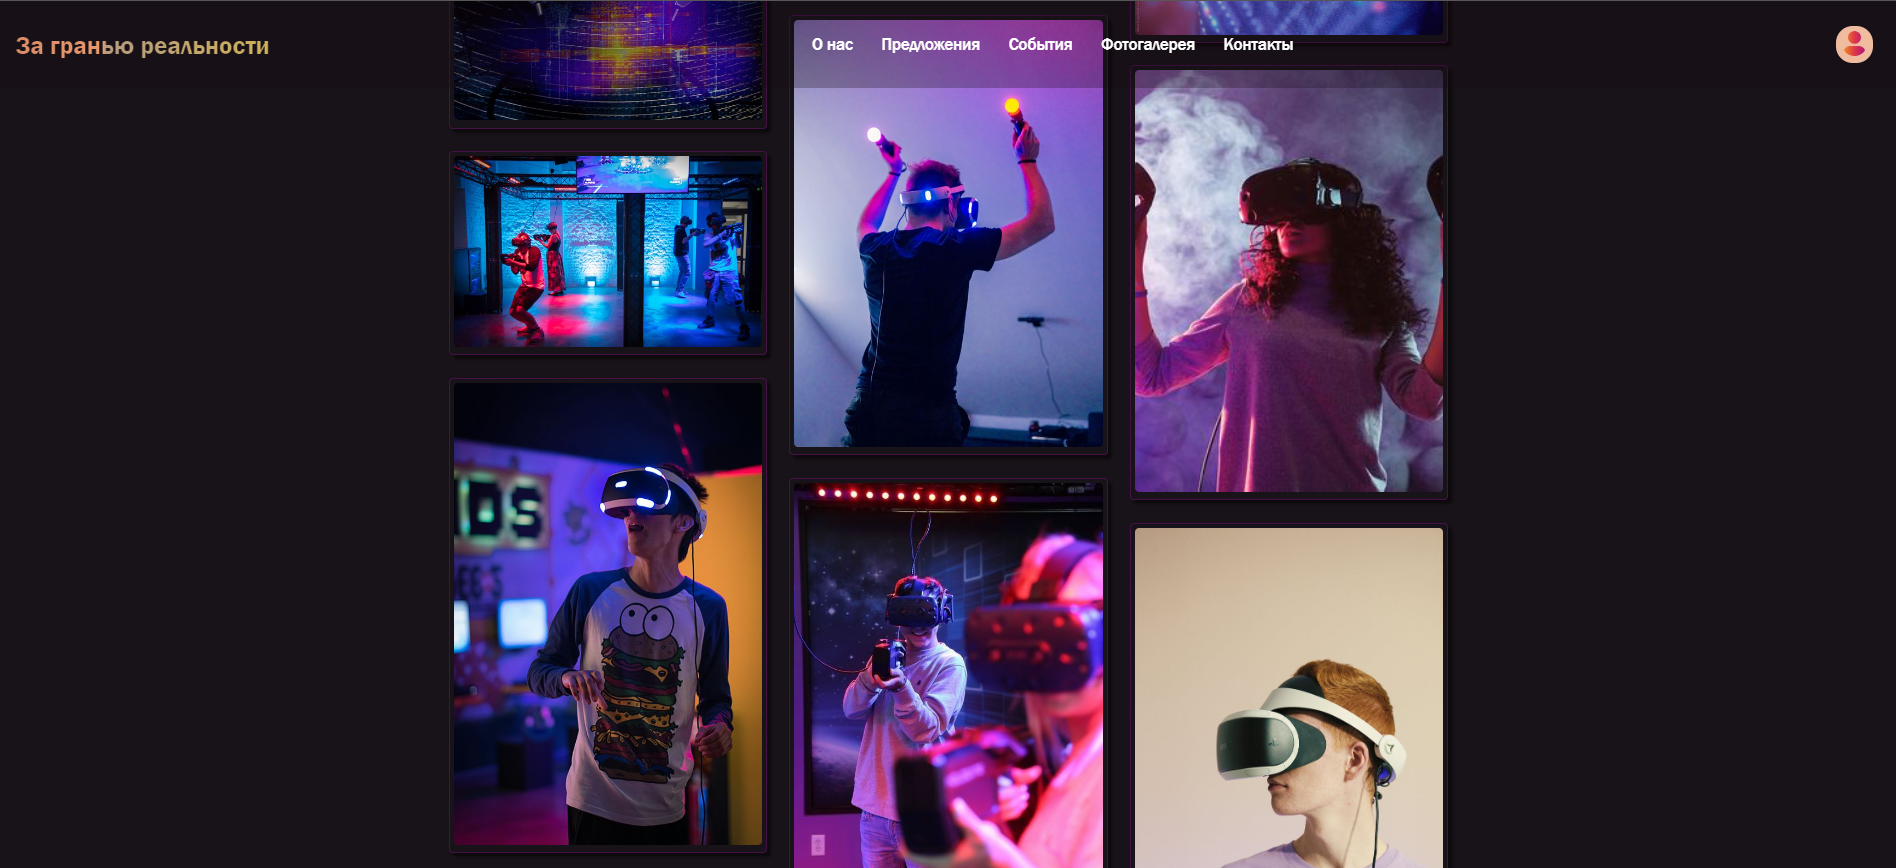 За гранью реальности
О нас
Предложения
События
Фотогалерея
Контакты